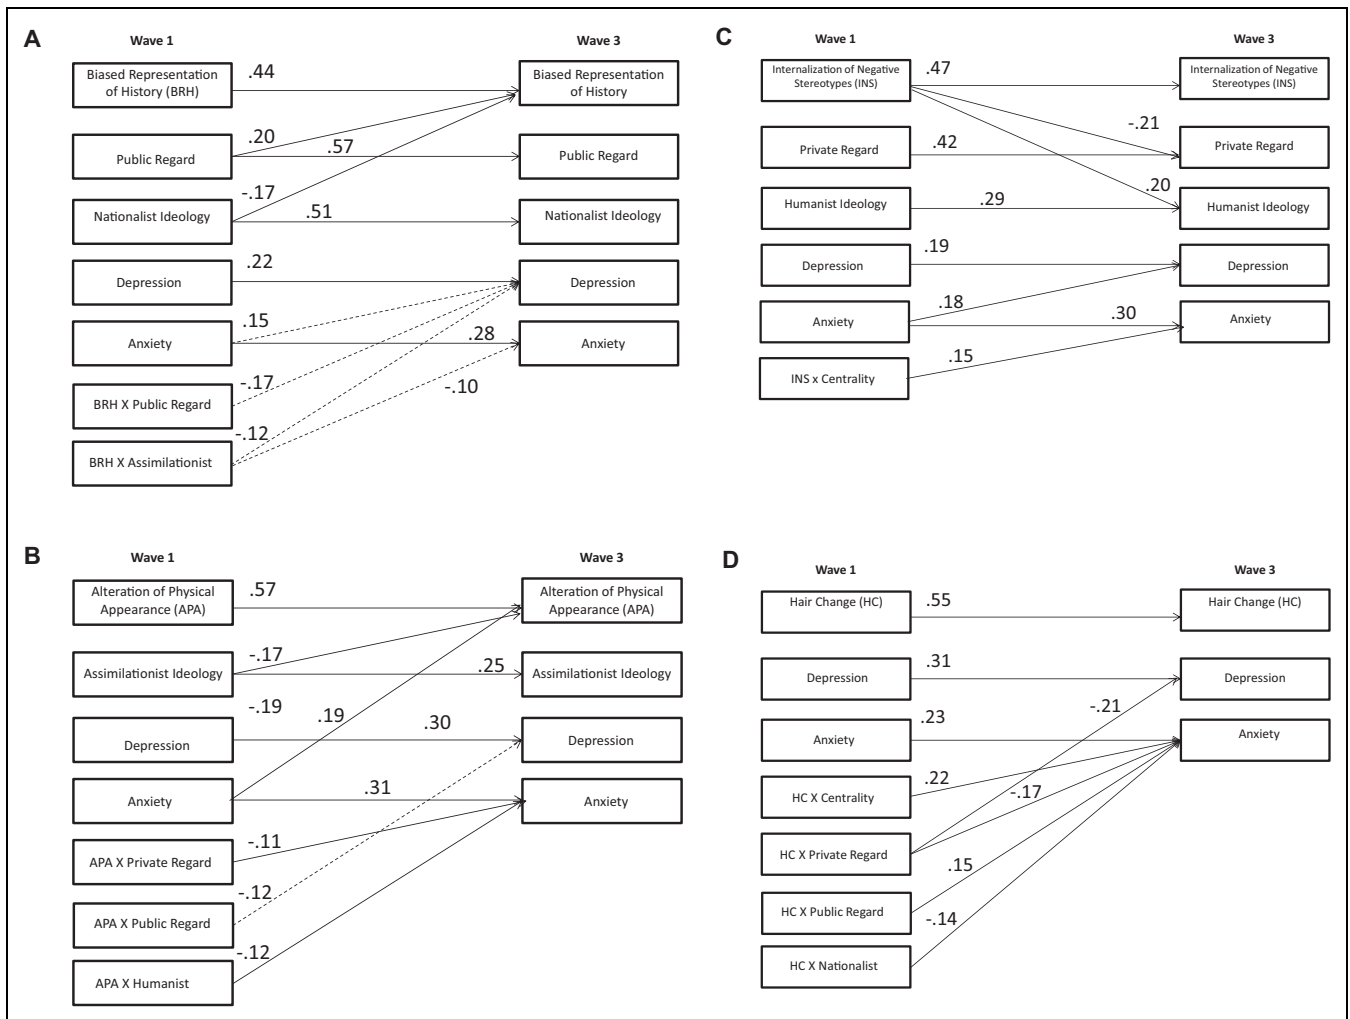 A
Wave 1
Wave 3
Biased Representation
of History (BRH)
.44
Biased Representation
of History
Public Regard
.20
.57
Public Regard
Nationalist Ideology
-.17
.51
Nationalist Ideology
Depression
.22
Depression
Anxiety
.15
.28
Anxiety
BRH X Public Regard
-.17
-.10
BRH X Assimilationist
-.12
B
Wave 1
Wave 3
Alteration of Physical
Appearance (APA)
.57
Alteration of Physical
Appearance (APA)
Assimilationist Ideology
-.17
.25
Assimilationist Ideology
Depression
-.19
.19
.30
Depression
Anxiety
.31
Anxiety
APA X Private Regard
-.11
APA X Public Regard
-.12
APA X Humanist
-.12
C
Wave 1
Wave 3
Internalization of Negative
Stereotypes (INS)
.47
Internalization of Negative
Stereotypes (INS)
Private Regard
.42
-.21
Private Regard
Humanist Ideology
.29
.20
Humanist Ideology
Depression
.19
Depression
Anxiety
.18
.30
Anxiety
INS x Centrality
.15
D
Wave 1
Wave 3
Hair Change (HC)
.55
Hair Change (HC)
Depression
.31
-.21
Depression
Anxiety
.23
Anxiety
HC X Centrality
.22
-.17
HC X Private Regard
.15
HC X Public Regard
-.14
HC X Nationalist